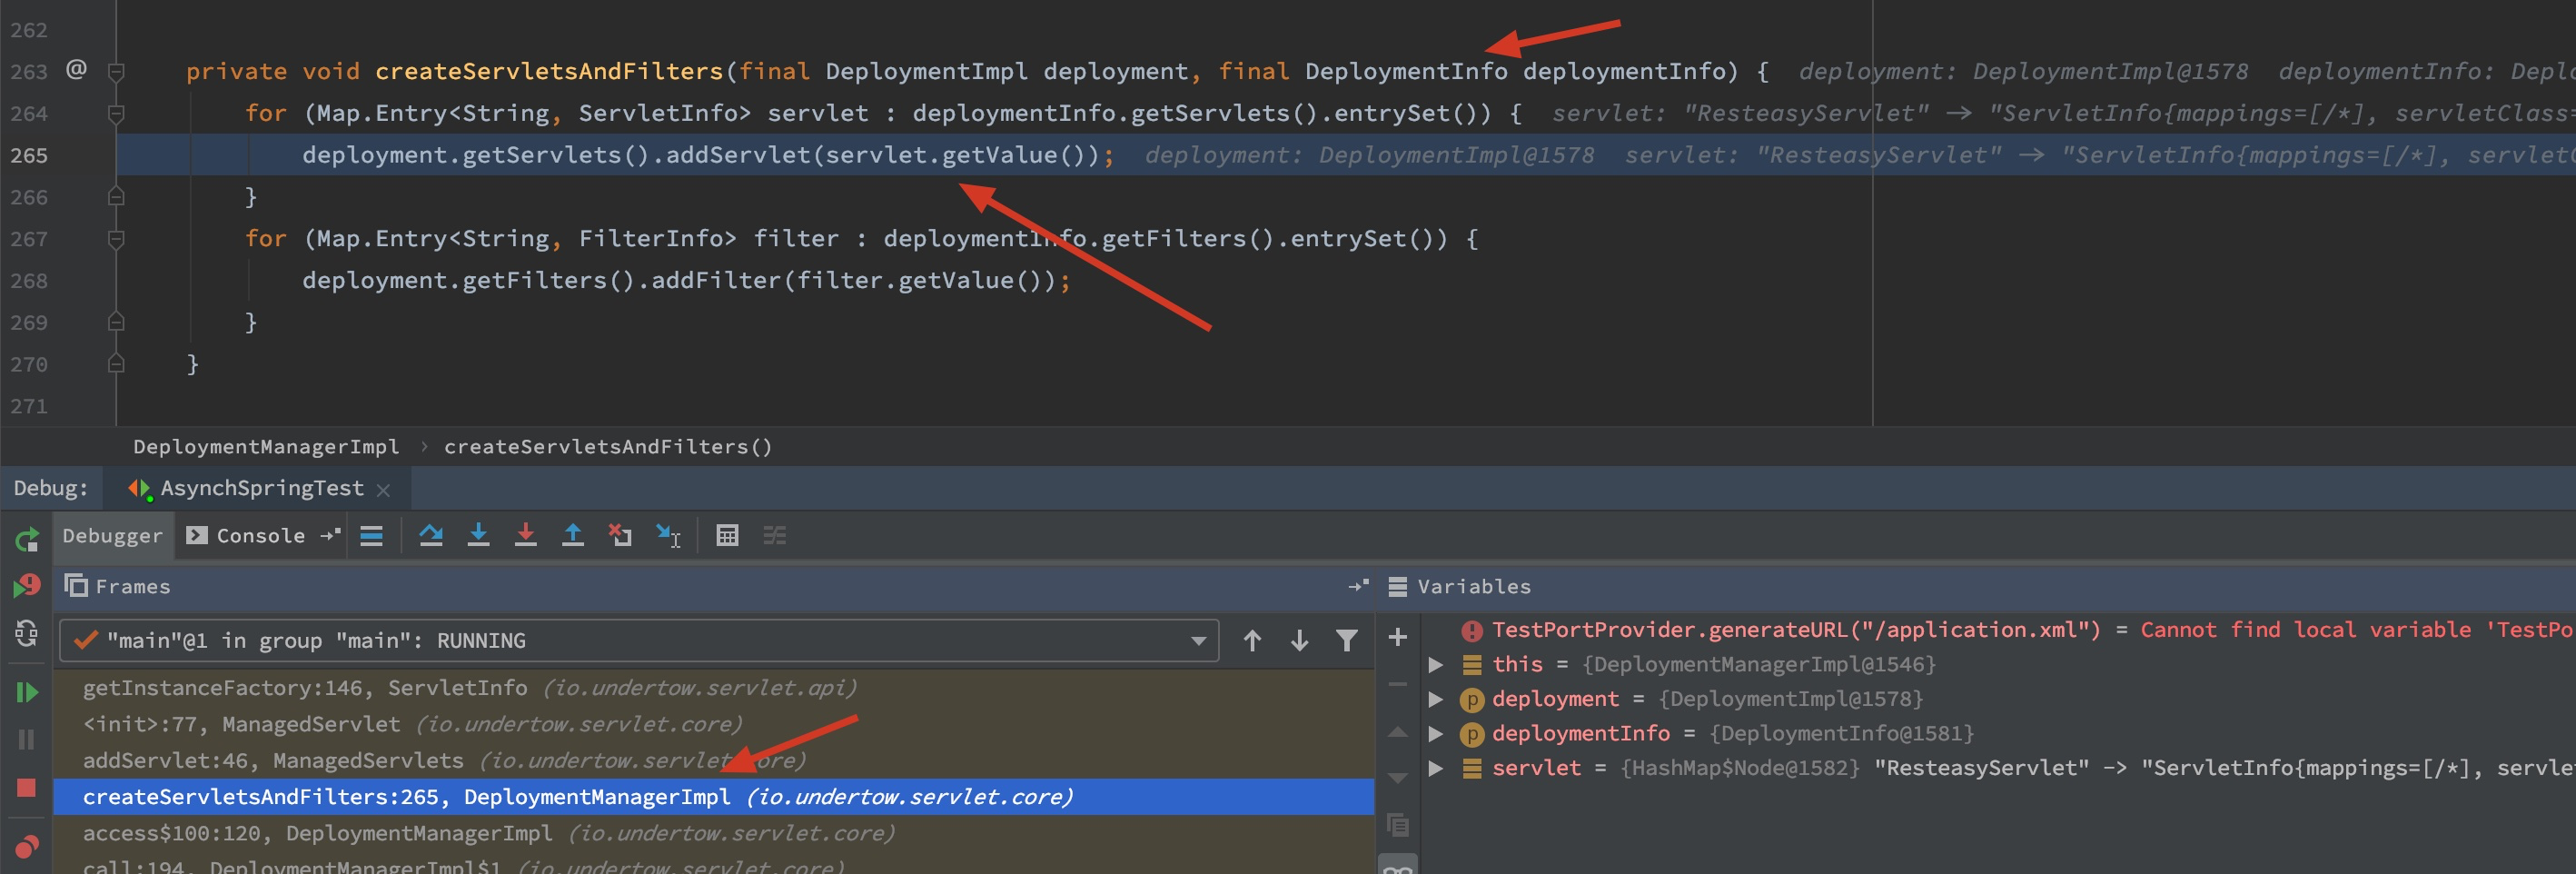 262
263 @ private void createServletsAndFilters(final DeploymentImpl deployment, final DeploymentInfo deploymentInfo) { deployment: DeploymentImpl@1578 deploymentInfo: Depl
264 for (Map.Entry<String, ServletInfo> servlet : deploymentInfo.getServlets().entrySet()) { servlet: "ResteasyServlet" -> "ServletInfo{mappings=[/*], servletClass=
265 deployment.getServlets().addServlet(servlet.getValue()); deployment: DeploymentImpl@1578 servlet: "ResteasyServlet" -> "ServletInfo{mappings=[/*], servletC
266 }
267 for (Map.Entry<String, FilterInfo> filter : deploymentInfo.getFilters().entrySet()) {
268 deployment.getFilters().addFilter(filter.getValue());
269 }
270 }
271
DeploymentManagerImpl › createServletsAndFilters()
Debug: AsynchSpringTest
Debugger Console
Frames
"main"@1 in group "main": RUNNING
getInstanceFactory:146, ServletInfo (io.undertow.servlet.api)
<init>:77, ManagedServlet (io.undertow.servlet.core)
addServlet:46, ManagedServlets (io.undertow.servlet.core)
createServletsAndFilters:265, DeploymentManagerImpl (io.undertow.servlet.core)
access$100:120, DeploymentManagerImpl (io.undertow.servlet.core)
call:194, DeploymentManagerImpl$1 (io.undertow.servlet.core)
Variables
TestPortProvider.generateURL("/application.xml") = Cannot find local variable 'TestPo
this = {DeploymentManagerImpl@1546}
deployment = {DeploymentImpl@1578}
deploymentInfo = {DeploymentInfo@1581}
servlet = {HashMap$Node@1582} "ResteasyServlet" -> "ServletInfo{mappings=[/*], servlet